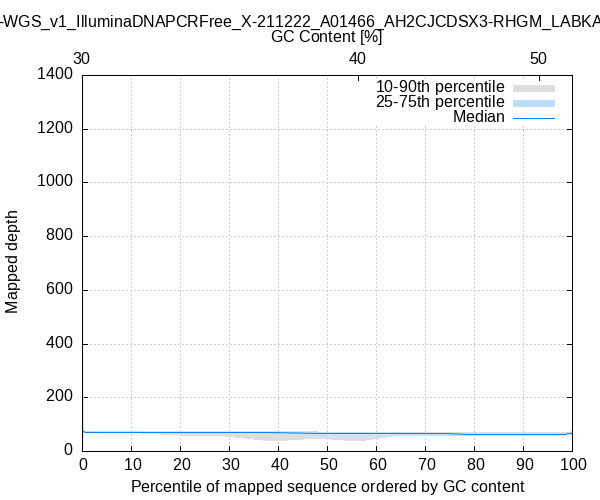 -WGS_v1_IlluminaDNAPCRFree_X-211222_A01466_AH2CJCDSX3-RHGM_LABKA
GC Content [%]
30 40 50
1400
10-90th percentile
25-75th percentile
Median
1200
1000
800
600
400
200
0
Mapped depth
0 10 20 30 40 50 60 70 80 90 100
Percentile of mapped sequence ordered by GC content